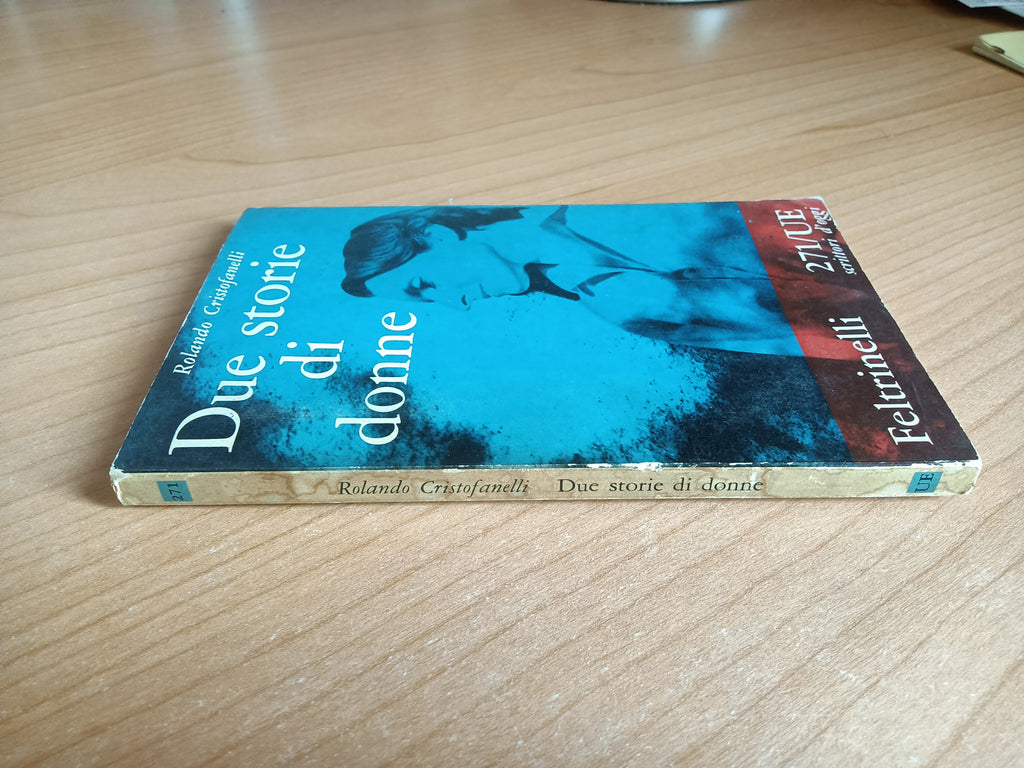 Rolando Cristofanelli
Due storie
di
donne
271/UE
scrittori d'oggi
Feltrinelli
271
Rolando Cristofanelli Due storie di donne
UE